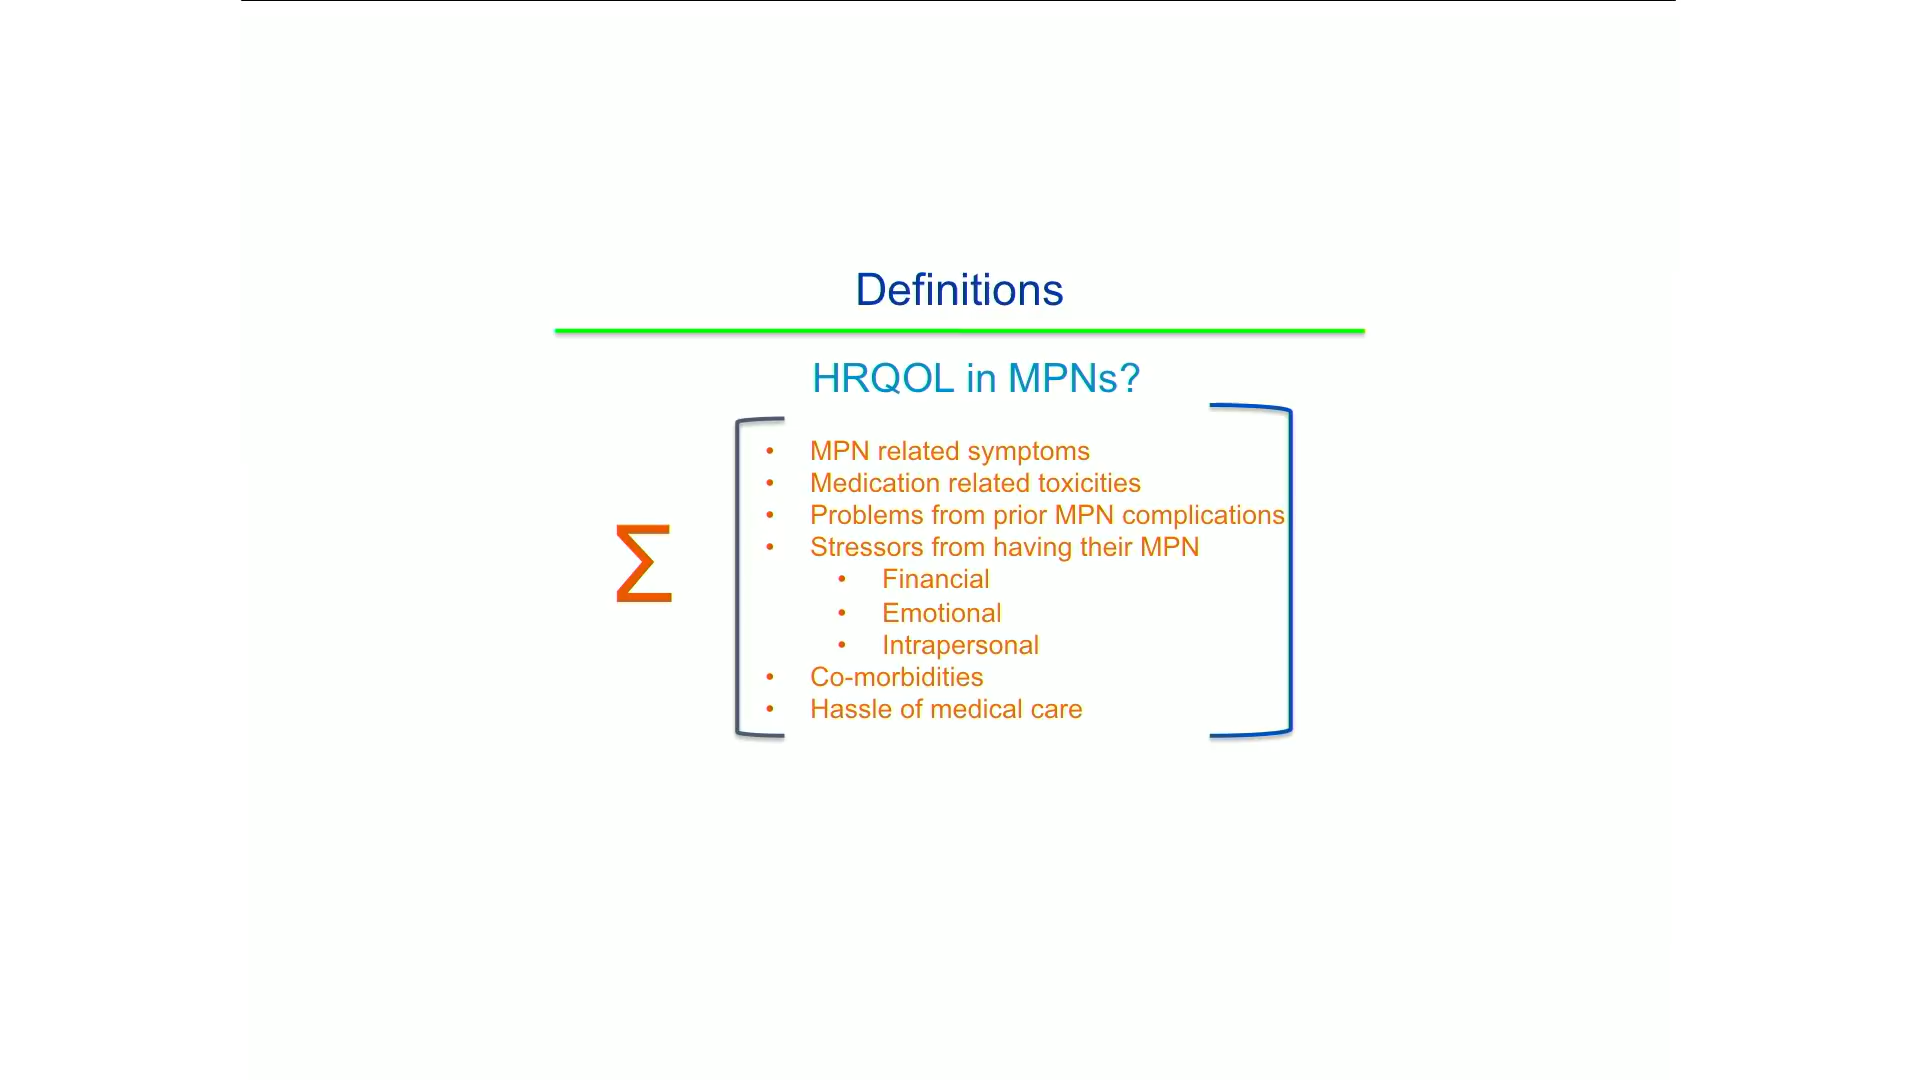 Definitions
HRQOL in MPNs?
Σ
• MPN related symptoms
• Medication related toxicities
• Problems from prior MPN complications
• Stressors from having their MPN
• Financial
• Emotional
• Intrapersonal
• Co-morbidities
• Hassle of medical care